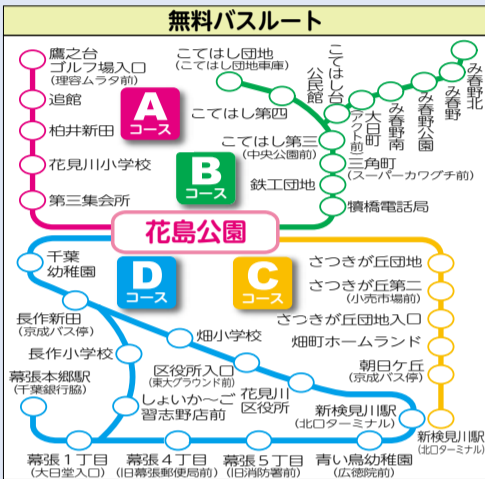 無料バスルート
鷹之台
ゴルフ場入口
(理容ムラタ前)
追館
柏井新田
花見川小学校
第三集会所
A
コース
こてはし団地
(こてはし団地車庫)
こてはし第四
こてはし台
公民館
大日町
(アクト前)
み春野南
み春野公園
み春野
み春野北
こてはし第三
(中央公園前)
三角町
(スーパーカワグチ前)
鉄工団地
犢橋電話局
B
コース
花島公園
D
コース
C
コース
千葉
幼稚園
長作新田
(京成バス停)
長作小学校
幕張本郷駅
(千葉銀行脇)
しょいか～ご
習志野店前
畑小学校
区役所入口
(東大グラウンド前)
花見川
区役所
新検見川駅
(北口ターミナル)
幕張1丁目
(大日堂入口)
幕張4丁目
(旧幕張郵便局前)
幕張5丁目
(旧消防署前)
青い鳥幼稚園
(広徳院前)
さつきが丘団地
さつきが丘第二
(小売市場前)
さつきが丘団地入口
畑町ホームランド
朝日ケ丘
(京成バス停)
新検見川駅
(北口ターミナル)